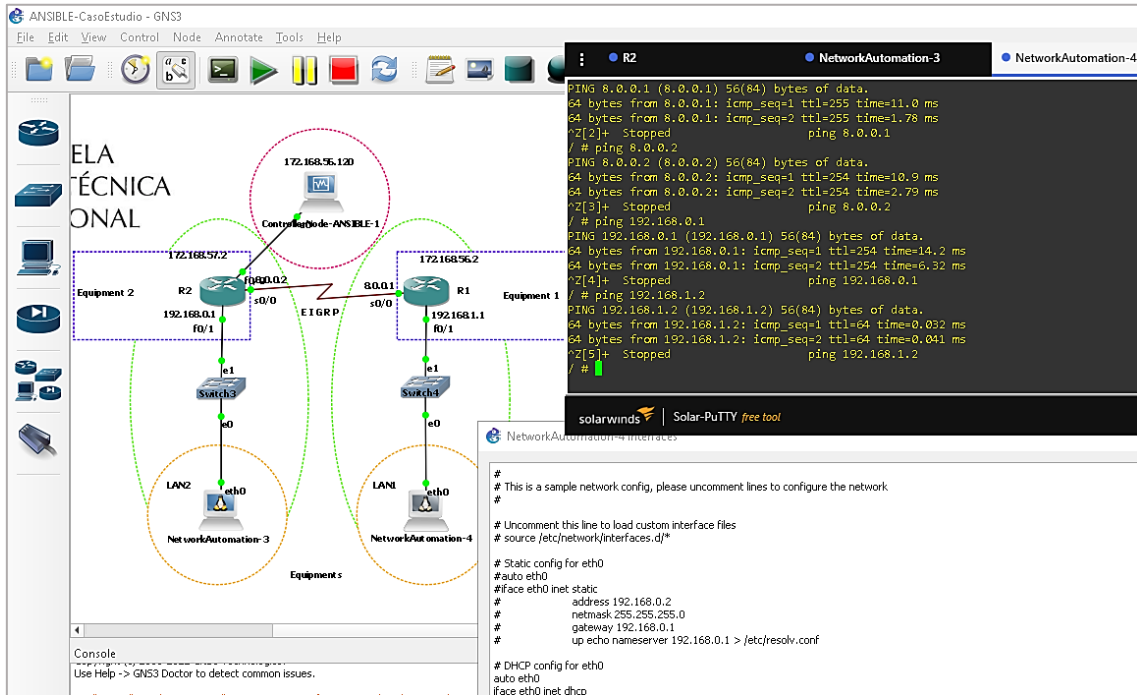 ANSIBLE-CasoEstudio - GNS3
File Edit View Control Node Annotate Tools Help
R2
NetworkAutomation-3
NetworkAutomation-4
PING 8.0.0.1 (8.0.0.1) 56(84) bytes of data.
64 bytes from 8.0.0.1: icmp_seq=1 ttl=255 time=11.0 ms
64 bytes from 8.0.0.1: icmp_seq=2 ttl=255 time=1.78 ms
^Z[2]+ Stopped ping 8.0.0.1
/ # ping 8.0.0.2
PING 8.0.0.2 (8.0.0.2) 56(84) bytes of data.
64 bytes from 8.0.0.2: icmp_seq=1 ttl=254 time=10.9 ms
64 bytes from 8.0.0.2: icmp_seq=2 ttl=254 time=2.79 ms
^Z[3]+ Stopped ping 8.0.0.2
/ # ping 192.168.0.1
PING 192.168.0.1 (192.168.0.1) 56(84) bytes of data.
64 bytes from 192.168.0.1: icmp_seq=1 ttl=254 time=14.2 ms
64 bytes from 192.168.0.1: icmp_seq=2 ttl=254 time=6.32 ms
^Z[4]+ Stopped ping 192.168.0.1
/ # ping 192.168.1.2
PING 192.168.1.2 (192.168.1.2) 56(84) bytes of data.
64 bytes from 192.168.1.2: icmp_seq=1 ttl=64 time=0.032 ms
64 bytes from 192.168.1.2: icmp_seq=2 ttl=64 time=0.041 ms
^Z[5]+ Stopped ping 192.168.1.2
/ #
solarwinds Solar-PuTTY free tool
ELA
TÉCNICA
ONAL
172.168.56.120
ControllerNode-ANSIBLE-1
172.168.57.2
172.168.56.2
Equipment 2
R2
8.0.0.2
s0/0
8.0.0.1
s0/0
R1
Equipment 1
EIGRP
192.168.0.1
f0/1
192.168.1.1
f0/1
e1
e1
Switch3
Switch4
e0
e0
LAN2
eth0
LAN1
eth0
NetworkAutomation-3
NetworkAutomation-4
Equipments
Console
Use Help -> GNS3 Doctor to detect common issues.
NetworkAutomation-4 interfaces
#
# This is a sample network config, please uncomment lines to configure the network
#
# Uncomment this line to load custom interface files
# source /etc/network/interfaces.d/*
# Static config for eth0
#auto eth0
#iface eth0 inet static
# address 192.168.0.2
# netmask 255.255.255.0
# gateway 192.168.0.1
# up echo nameserver 192.168.0.1 > /etc/resolv.conf
# DHCP config for eth0
auto eth0
iface eth0 inet dhcp